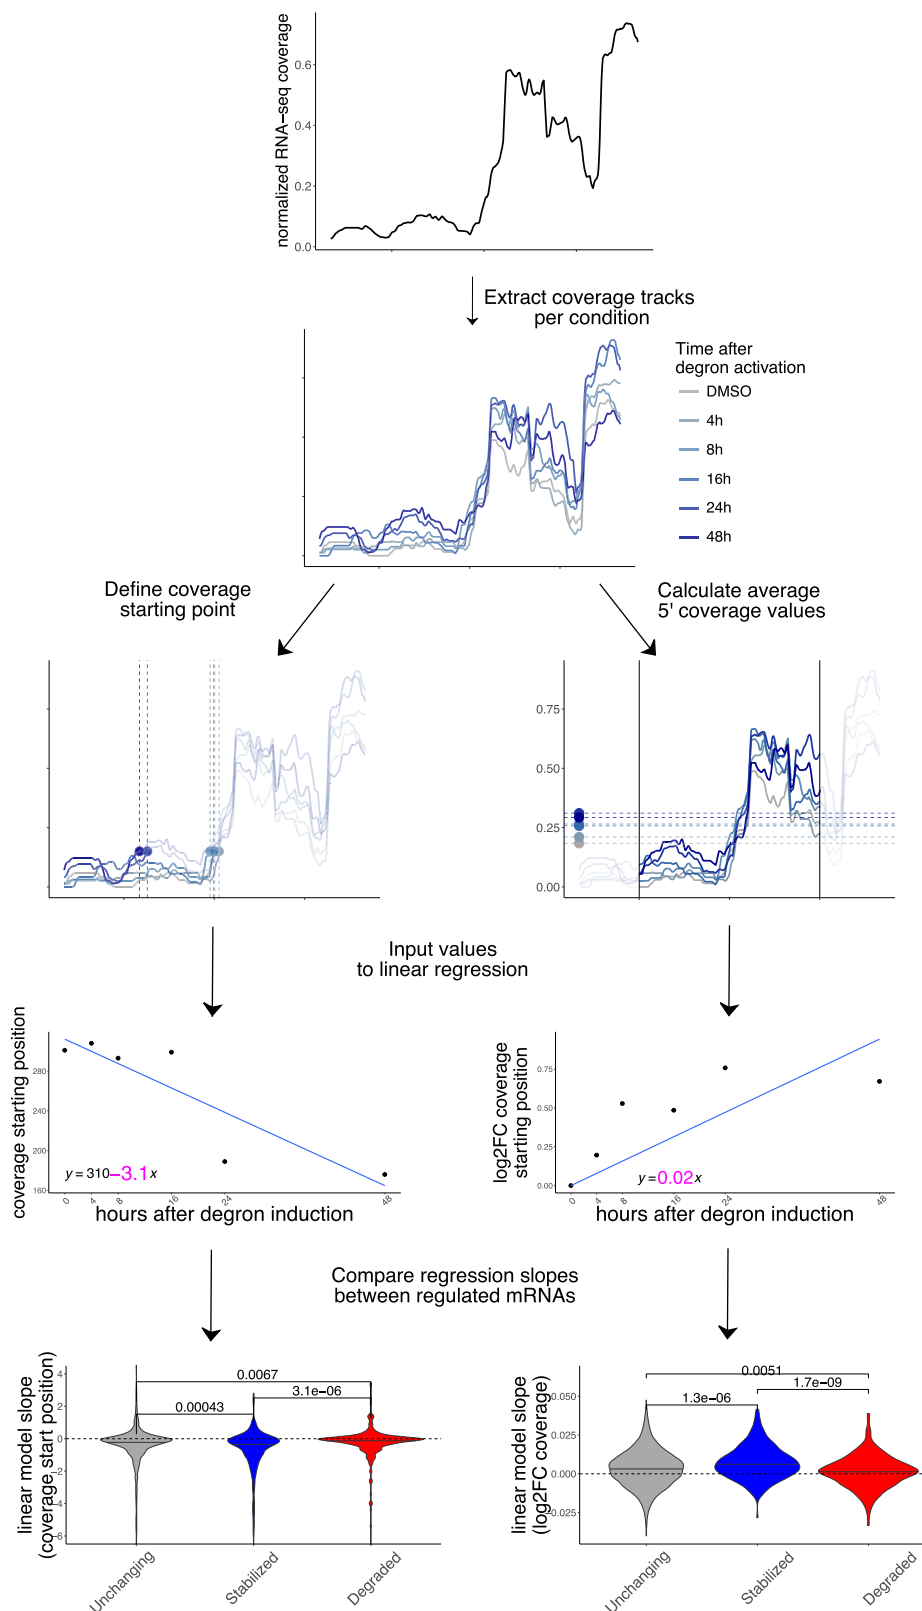 normalized RNA−seq coverage
0.6
0.4
0.2
0.0
Extract coverage tracks
per condition
Time after
degron activation
DMSO
4h
8h
16h
24h
48h
Define coverage
starting point
Calculate average
5' coverage values
0.75
0.50
0.25
0.00
Input values
to linear regression
coverage starting position
280
240
200
160
y = 310−3.1x
0
4
8
16
24
48
hours after degron induction
log2FC coverage
starting position
0.75
0.50
0.25
0.00
y =0.02x
0
4
8
16
24
48
hours after degron induction
Compare regression slopes
between regulated mRNAs
linear model slope
(coverage start position)
4
2
0
−2
−4
−6
0.0067
3.1e−06
0.00043
Unchanging
Stabilized
Degraded
linear model slope
(log2FC coverage)
0.050
0.025
0.000
−0.025
0.0051
1.7e−09
1.3e−06
Unchanging
Stabilized
Degraded